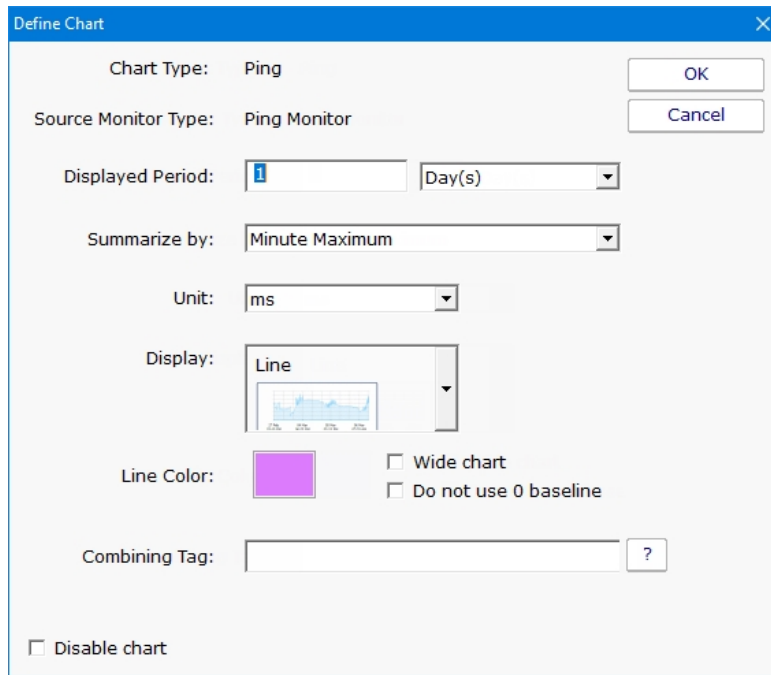 Define Chart
Chart Type: Ping
OK
Source Monitor Type: Ping Monitor
Cancel
Displayed Period: 1 Day(s)
Summarize by: Minute Maximum
Unit: ms
Display: Line
Line Color:
Wide chart
Do not use 0 baseline
Combining Tag: ?
Disable chart